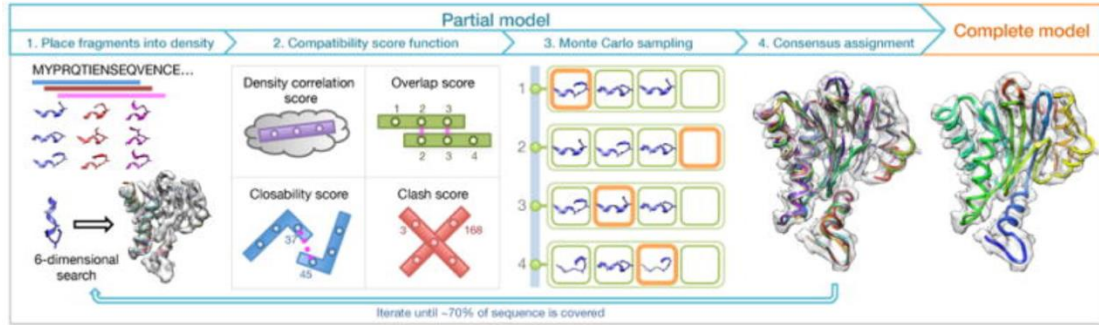 Partial model
Complete model
1. Place fragments into density
2. Compatibility score function
3. Monte Carlo sampling
4. Consensus assignment
MYPRQTIENSEQVENCE...
6-dimensional
search
Density correlation
score
Overlap score
1 2 3
2 3 4
Closability score
37
45
Clash score
3 168
1
2
3
4
Iterate until ~70% of sequence is covered